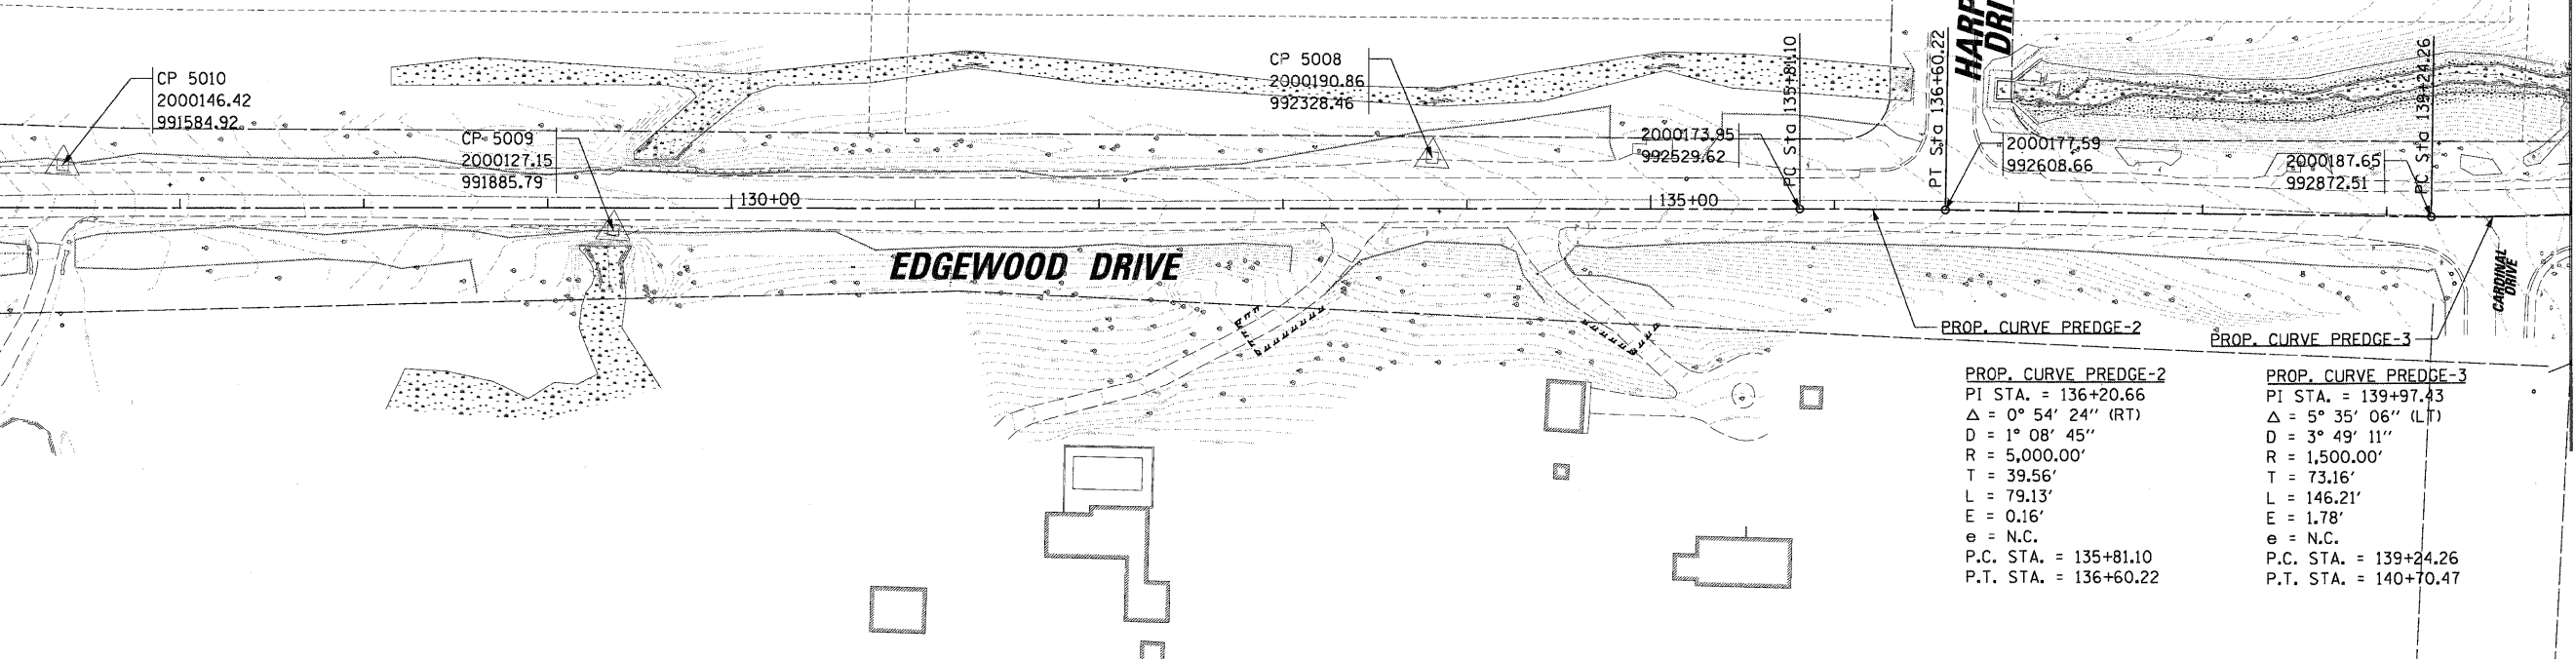 CP 5010
2000146.42
991584.92
CP 5009
2000127.15
991885.79
CP 5008
2000190.86
992328.46
130+00
135+00
EDGEWOOD DRIVE
2000173.95
992529.62
PC Sta 135+81.10
PT Sta 136+60.22
2000177.59
992608.66
2000187.65
992872.51
PC Sta 139+24.26
CARDINAL
DRIVE
PROP. CURVE PREDGE-2
PROP. CURVE PREDGE-3
PROP. CURVE PREDGE-2
PI STA. = 136+20.66
Δ = 0° 54' 24" (RT)
D = 1° 08' 45"
R = 5,000.00'
T = 39.56'
L = 79.13'
E = 0.16'
e = N.C.
P.C. STA. = 135+81.10
P.T. STA. = 136+60.22
PROP. CURVE PREDGE-3
PI STA. = 139+97.43
Δ = 5° 35' 06" (LT)
D = 3° 49' 11"
R = 1,500.00'
T = 73.16'
L = 146.21'
E = 1.78'
e = N.C.
P.C. STA. = 139+24.26
P.T. STA. = 140+70.47